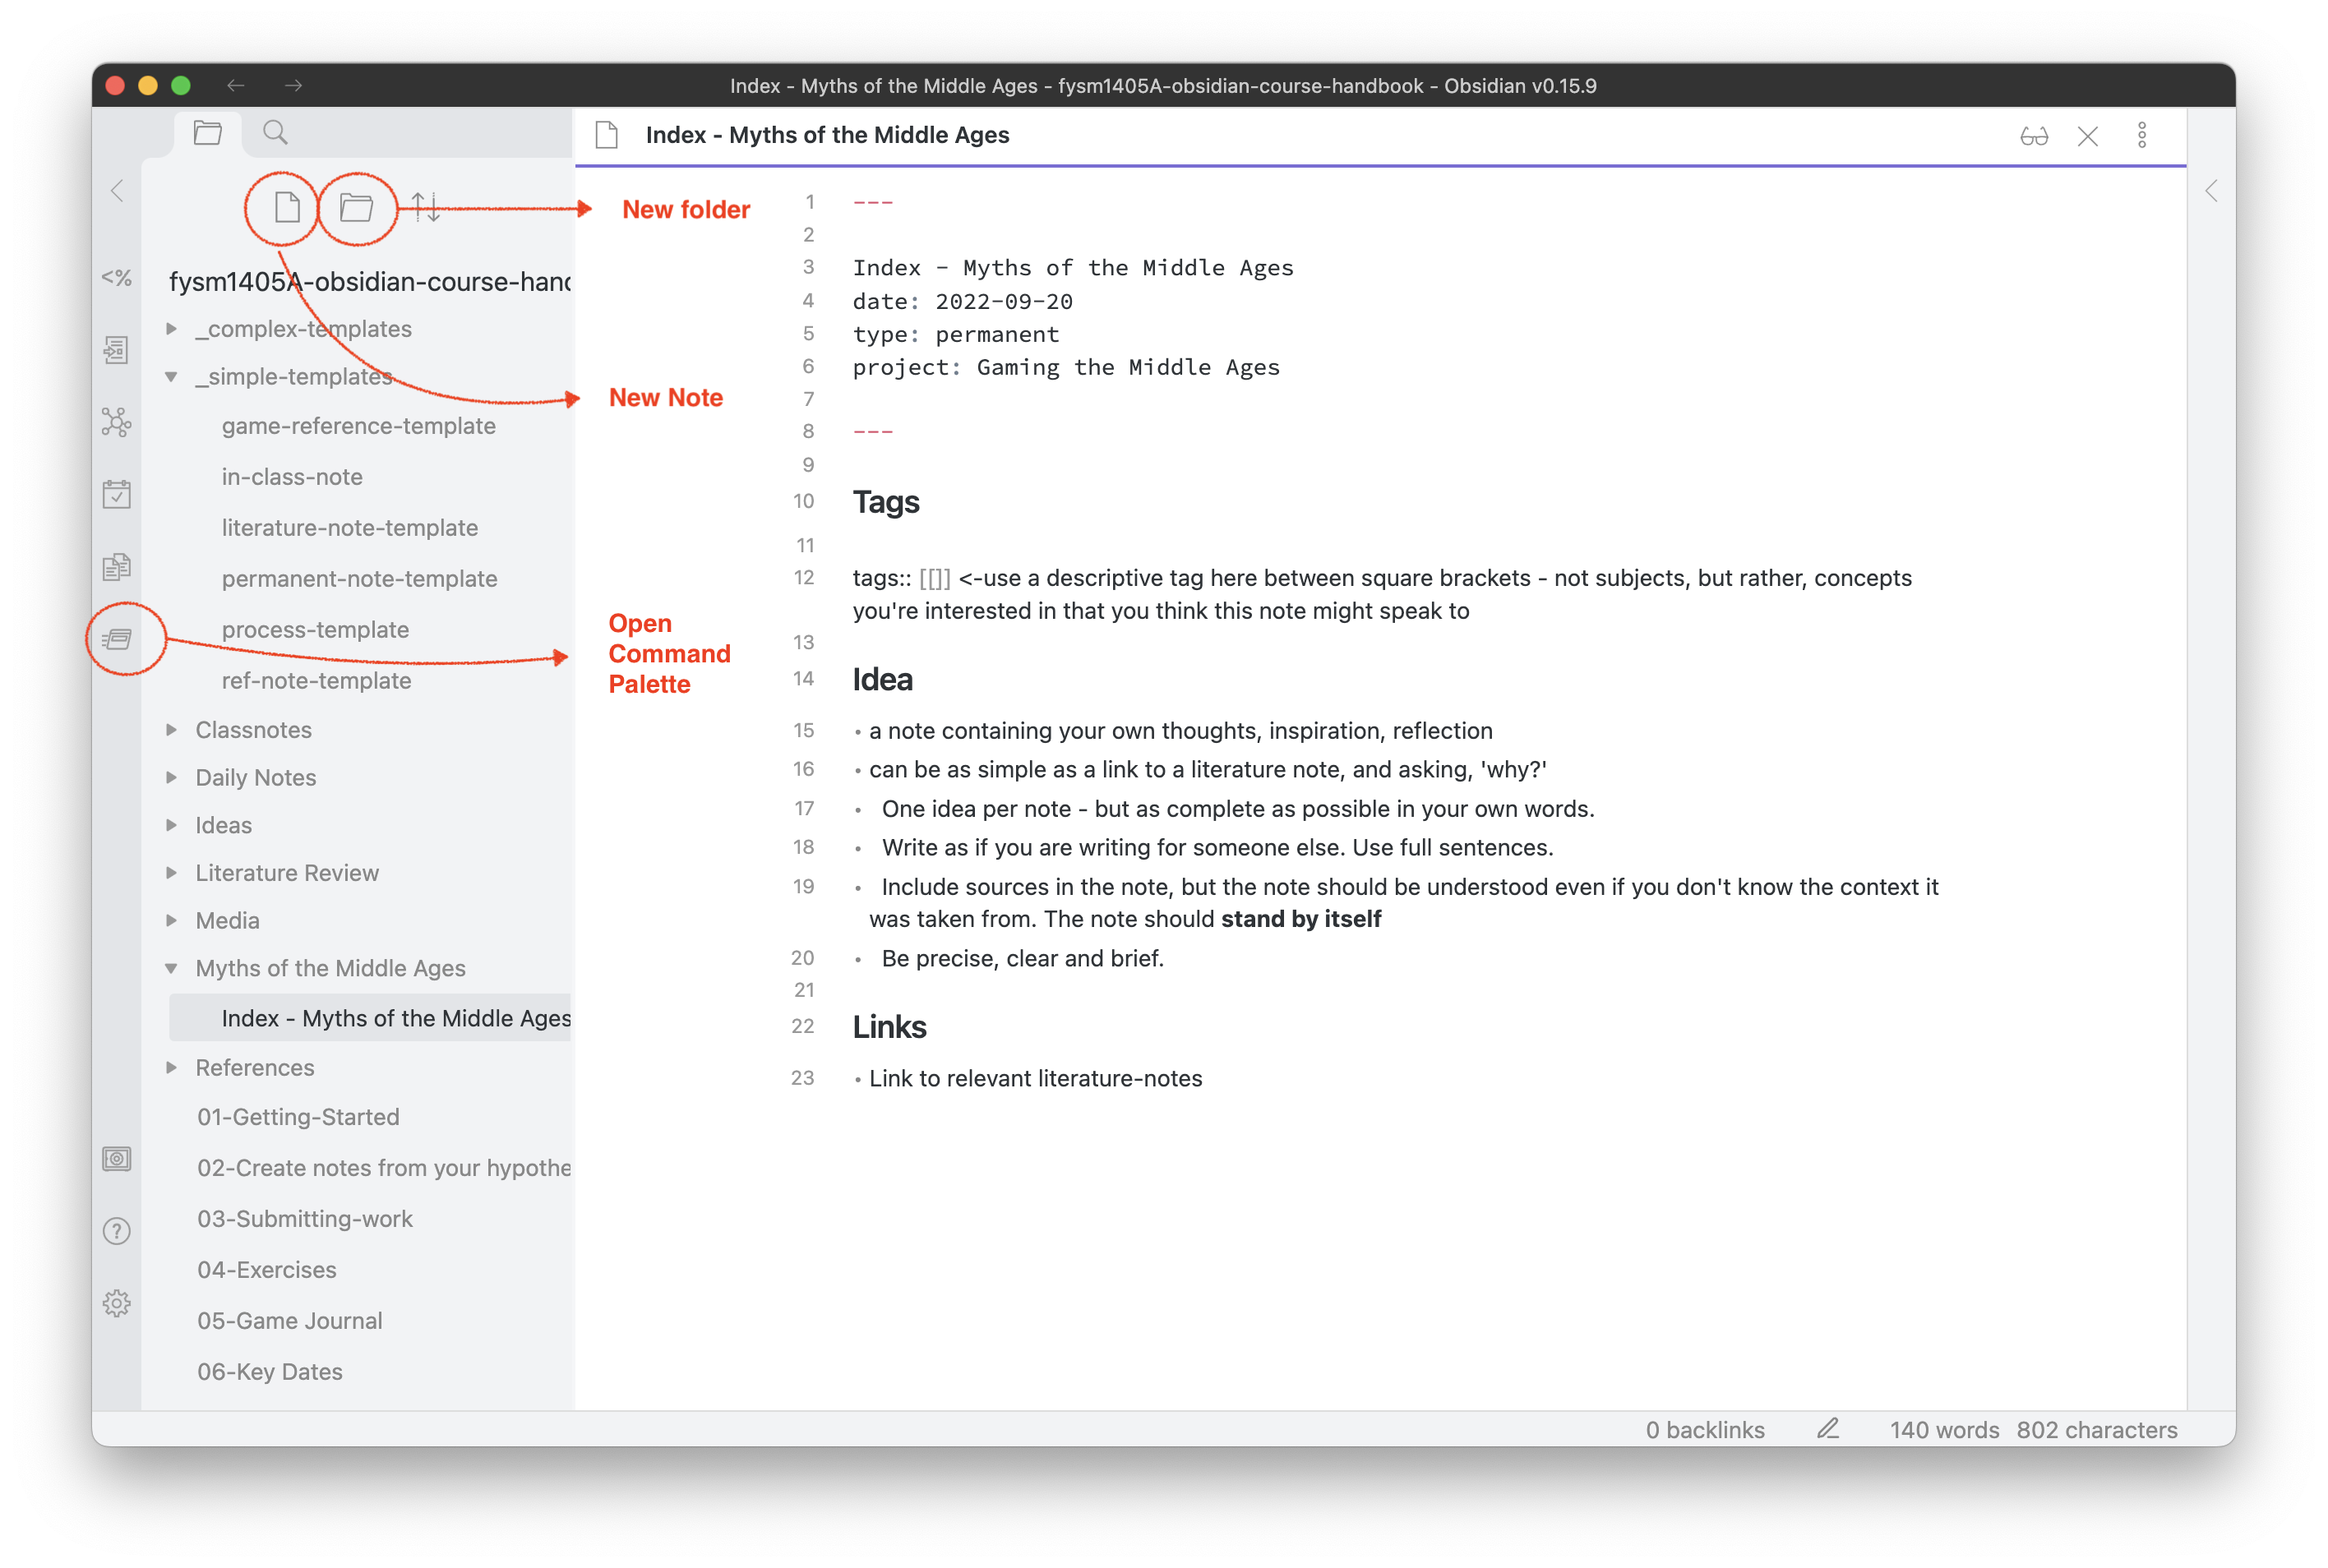 Index - Myths of the Middle Ages - fysm1405A-obsidian-course-handbook - Obsidian v0.15.9
Index - Myths of the Middle Ages
<%
fysm1405A-obsidian-course-hand
_complex-templates
_simple-templates
game-reference-template
in-class-note
literature-note-template
permanent-note-template
process-template
ref-note-template
Classnotes
Daily Notes
Ideas
Literature Review
Media
Myths of the Middle Ages
Index - Myths of the Middle Ages
References
01-Getting-Started
02-Create notes from your hypothe
03-Submitting-work
04-Exercises
05-Game Journal
06-Key Dates
New folder
New Note
Open
Command
Palette
1 ---
2
3 Index - Myths of the Middle Ages
4 date: 2022-09-20
5 type: permanent
6 project: Gaming the Middle Ages
7
8 ---
9
10 Tags
11
12 tags:: [[]] <-use a descriptive tag here between square brackets - not subjects, but rather, concepts
you're interested in that you think this note might speak to
13
14 Idea
15 • a note containing your own thoughts, inspiration, reflection
16 • can be as simple as a link to a literature note, and asking, 'why?'
17 • One idea per note - but as complete as possible in your own words.
18 • Write as if you are writing for someone else. Use full sentences.
19 • Include sources in the note, but the note should be understood even if you don't know the context it
was taken from. The note should stand by itself
20 • Be precise, clear and brief.
21
22 Links
23 • Link to relevant literature-notes
0 backlinks 140 words 802 characters